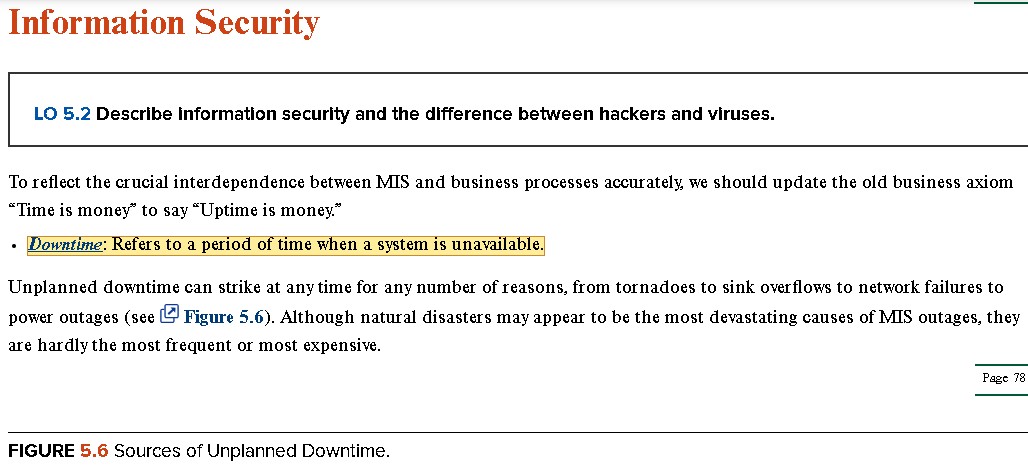 Information Security
LO 5.2 Describe information security and the difference between hackers and viruses.
To reflect the crucial interdependence between MIS and business processes accurately, we should update the old business axiom
“Time is money” to say “Uptime is money.”
• Downtime: Refers to a period of time when a system is unavailable.
Unplanned downtime can strike at any time for any number of reasons, from tornadoes to sink overflows to network failures to
power outages (see Figure 5.6). Although natural disasters may appear to be the most devastating causes of MIS outages, they
are hardly the most frequent or most expensive.
Page 78
FIGURE 5.6 Sources of Unplanned Downtime.